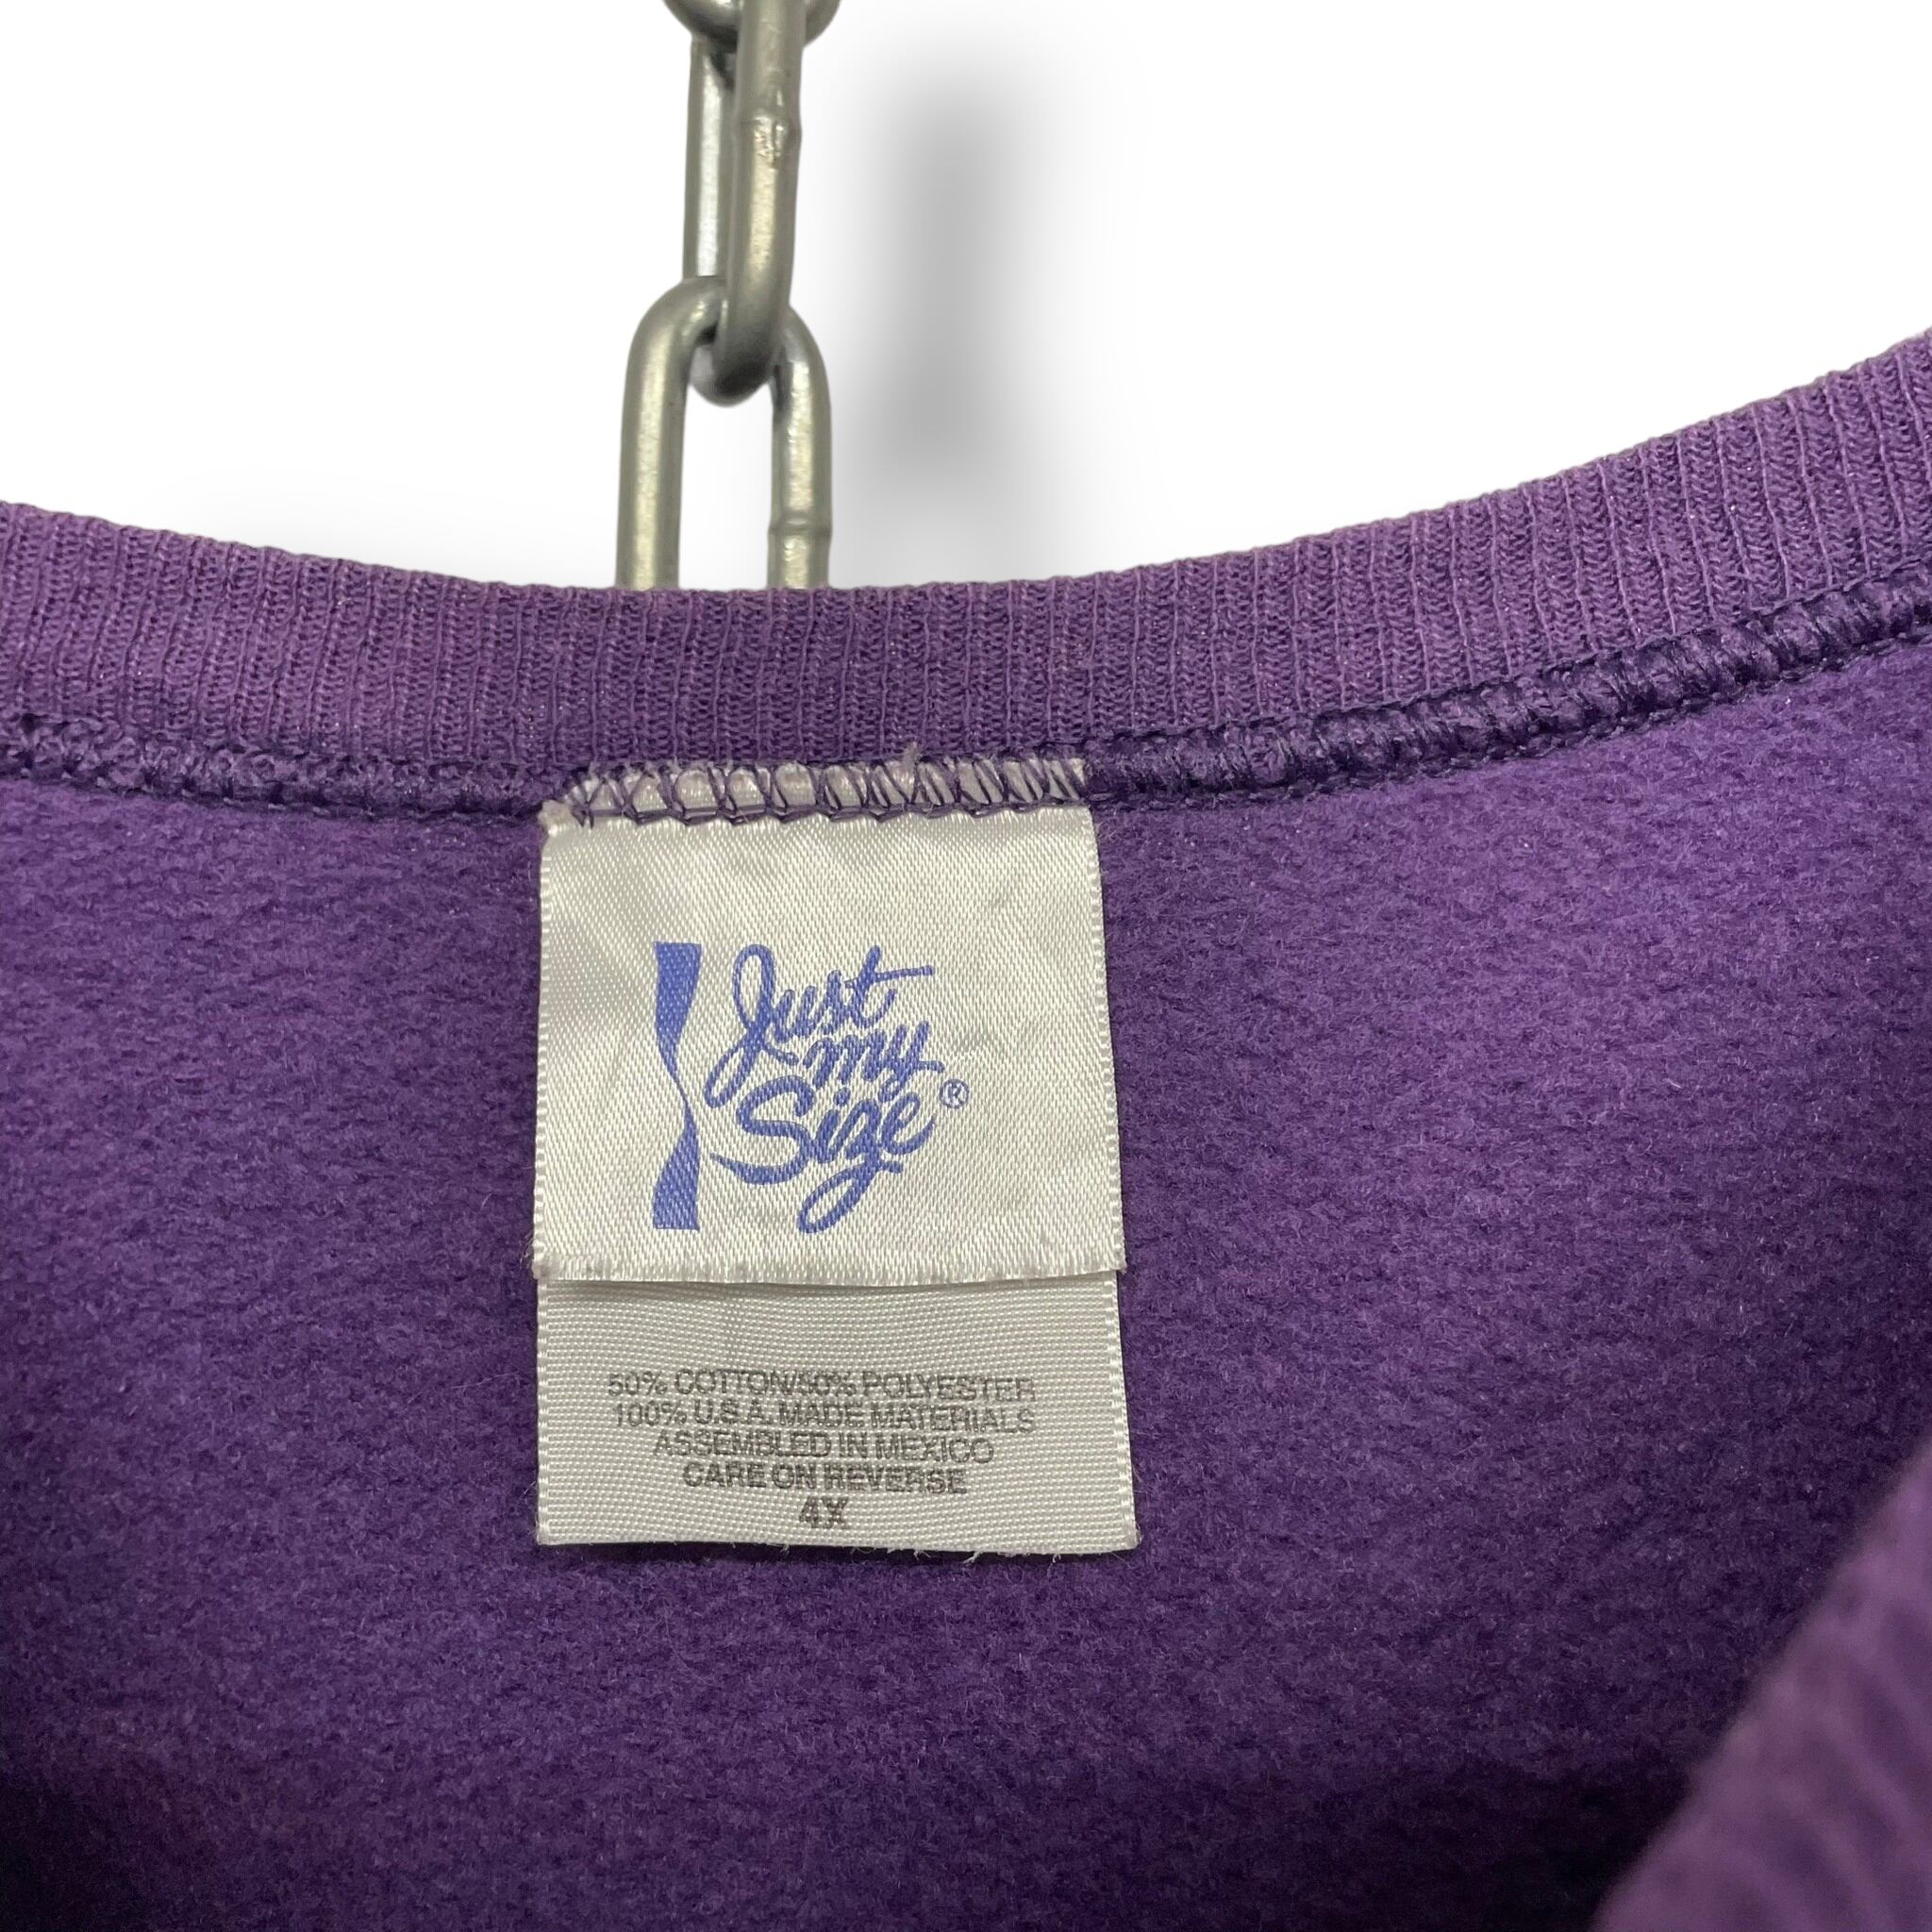 Just
my
Size®
50% COTTON/50% POLYESTER
100% U.S.A. MADE MATERIALS
ASSEMBLED IN MEXICO
CARE ON REVERSE
4X